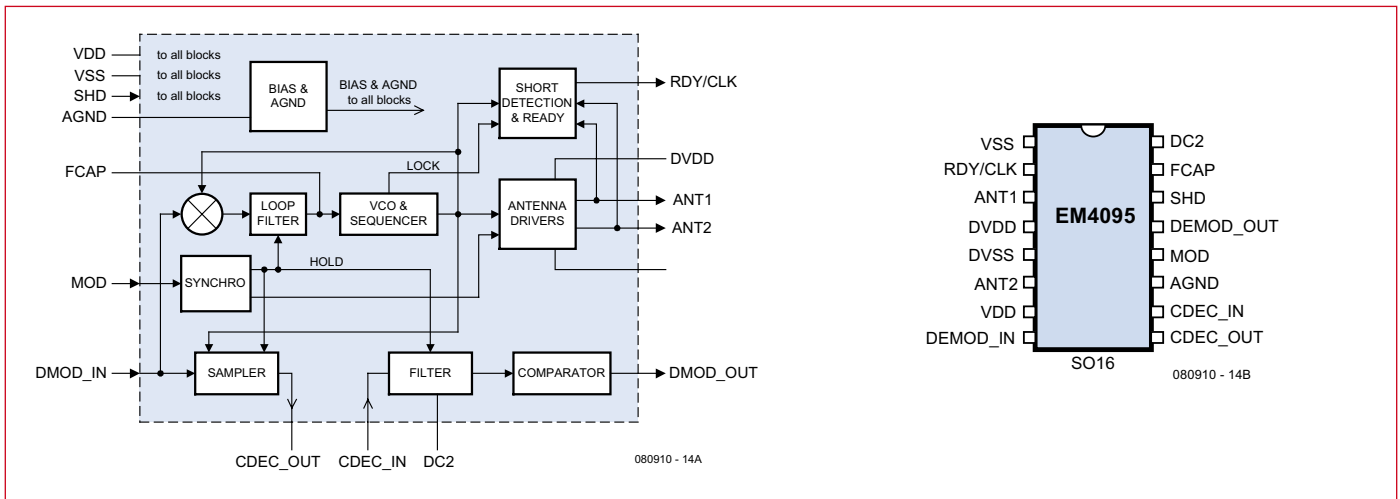 VDD
to all blocks
VSS
to all blocks
SHD
to all blocks
AGND
BIAS &
AGND
BIAS & AGND
to all blocks
SHORT
DETECTION
& READY
RDY/CLK
FCAP
LOCK
DVDD
LOOP
FILTER
VCO &
SEQUENCER
ANTENNA
DRIVERS
ANT1
ANT2
MOD
SYNCHRO
HOLD
DMOD_IN
SAMPLER
FILTER
COMPARATOR
DMOD_OUT
CDEC_OUT
CDEC_IN
DC2
080910 - 14A
VSS
RDY/CLK
ANT1
DVDD
DVSS
ANT2
VDD
DEMOD_IN
EM4095
DC2
FCAP
SHD
DEMOD_OUT
MOD
AGND
CDEC_IN
CDEC_OUT
SO16
080910 - 14B